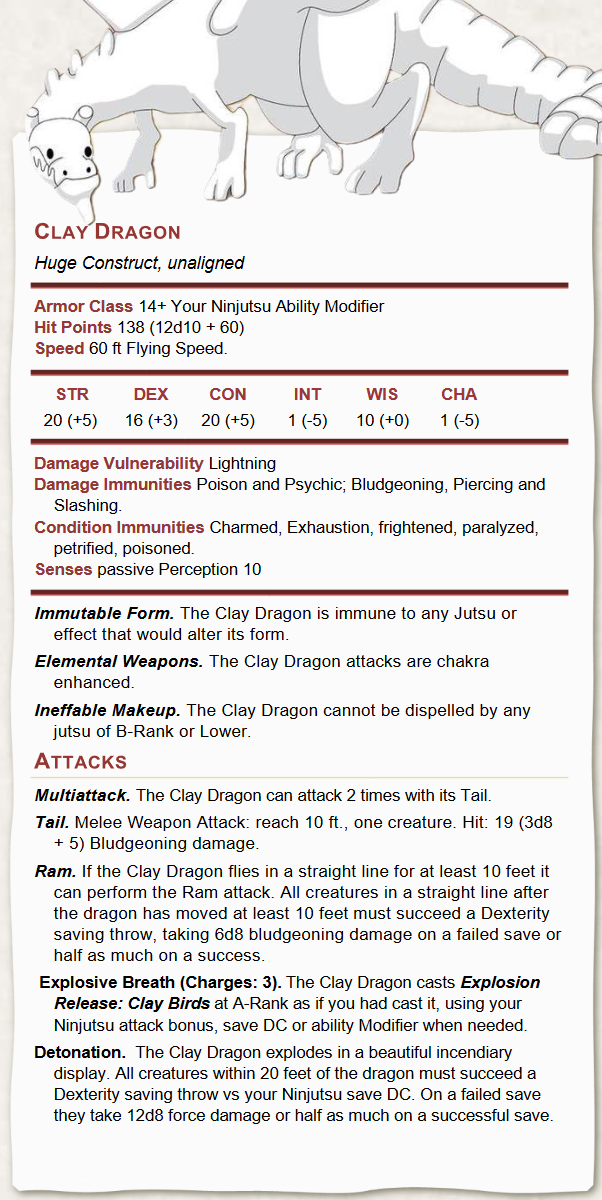 CLAY DRAGON
Huge Construct, unaligned
Armor Class 14+ Your Ninjutsu Ability Modifier
Hit Points 138 (12d10 + 60)
Speed 60 ft Flying Speed.
STR DEX CON INT WIS CHA
20 (+5) 16 (+3) 20 (+5) 1 (-5) 10 (+0) 1 (-5)
Damage Vulnerability Lightning
Damage Immunities Poison and Psychic; Bludgeoning, Piercing and
Slashing.
Condition Immunities Charmed, Exhaustion, frightened, paralyzed,
petrified, poisoned.
Senses passive Perception 10
Immutable Form. The Clay Dragon is immune to any Jutsu or
effect that would alter its form.
Elemental Weapons. The Clay Dragon attacks are chakra
enhanced.
Ineffable Makeup. The Clay Dragon cannot be dispelled by any
jutsu of B-Rank or Lower.
ATTACKS
Multiattack. The Clay Dragon can attack 2 times with its Tail.
Tail. Melee Weapon Attack: reach 10 ft., one creature. Hit: 19 (3d8
+ 5) Bludgeoning damage.
Ram. If the Clay Dragon flies in a straight line for at least 10 feet it
can perform the Ram attack. All creatures in a straight line after
the dragon has moved at least 10 feet must succeed a Dexterity
saving throw, taking 6d8 bludgeoning damage on a failed save or
half as much on a success.
Explosive Breath (Charges: 3). The Clay Dragon casts Explosion
Release: Clay Birds at A-Rank as if you had cast it, using your
Ninjutsu attack bonus, save DC or ability Modifier when needed.
Detonation. The Clay Dragon explodes in a beautiful incendiary
display. All creatures within 20 feet of the dragon must succeed a
Dexterity saving throw vs your Ninjutsu save DC. On a failed save
they take 12d8 force damage or half as much on a successful save.